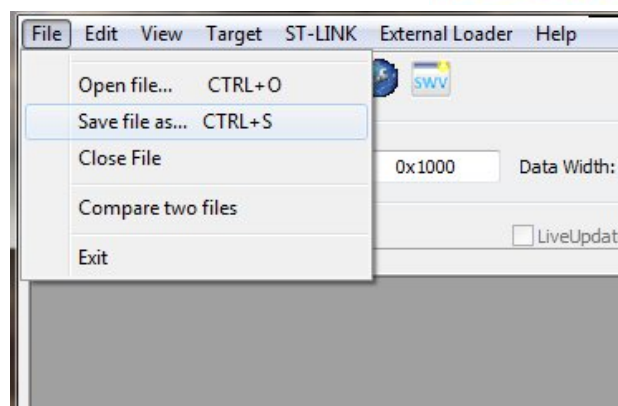 File Edit View Target ST-LINK External Loader Help
Open file... CTRL+O
SWV
Save file as... CTRL+S
Close File
0x1000 Data Width:
Compare two files
LiveUpdat
Exit